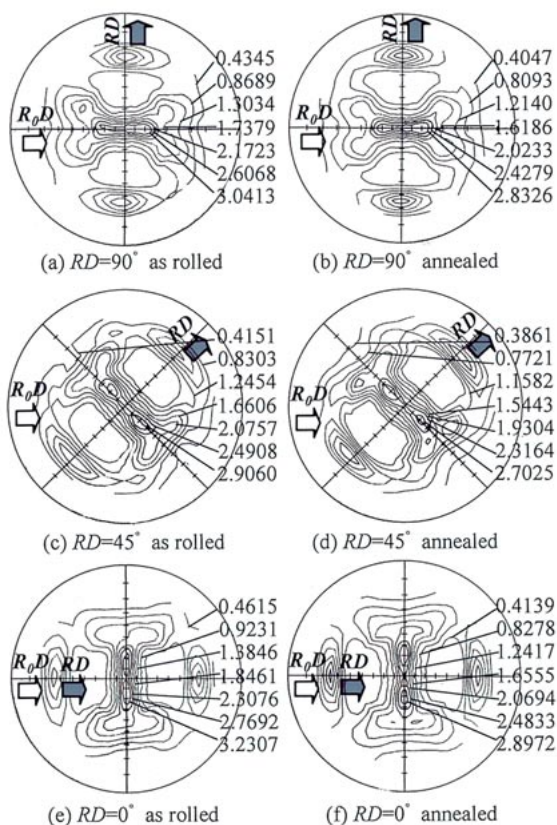 RD
0.4345
0.8689
1.3034
1.7379
2.1723
2.6068
3.0413
R0D
(a) RD=90° as rolled
RD
0.4047
0.8093
1.2140
1.6186
2.0233
2.4279
2.8326
R0D
(b) RD=90° annealed
RD
0.4151
0.8303
1.2454
1.6606
2.0757
2.4908
2.9060
R0D
(c) RD=45° as rolled
RD
0.3861
0.7721
1.1582
1.5443
1.9304
2.3164
2.7025
R0D
(d) RD=45° annealed
0.4615
0.9231
1.3846
1.8461
2.3076
2.7692
3.2307
R0D RD
(e) RD=0° as rolled
0.4139
0.8278
1.2417
1.6555
2.0694
2.4833
2.8972
R0D RD
(f) RD=0° annealed